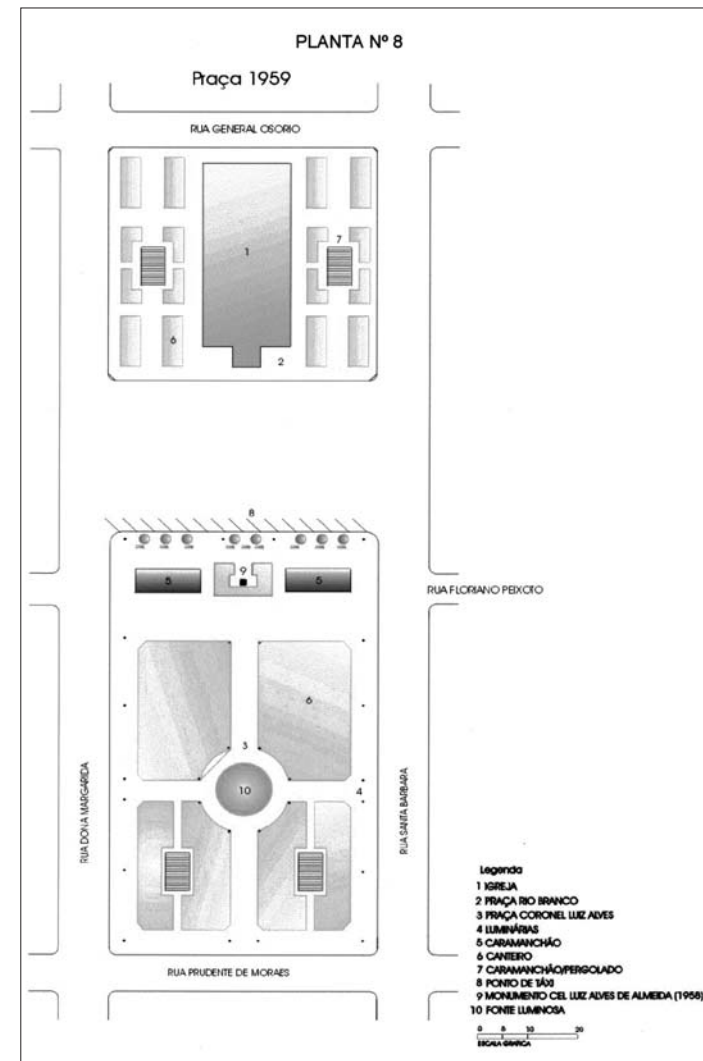 PLANTA Nº 8
Praça 1959
RUA GENERAL OSORIO
7
1
6
2
8
9
5
5
RUA FLORIANO PEIXOTO
6
3
10
4
RUA DONA MARGARIDA
RUA SANTA BARBARA
RUA PRUDENTE DE MORAES
Legenda
1 IGREJA
2 PRAÇA RIO BRANCO
3 PRAÇA CORONEL LUIZ ALVES
4 LUMINÁRIAS
5 CARAMANCHÃO
6 CANTEIRO
7 CARAMANCHÃO/PERGOLADO
8 PONTO DE TÁXI
9 MONUMENTO CEL LUIZ ALVES DE ALMEIDA (1958)
10 FONTE LUMINOSA
0 5 10 20
ESCALA GRAFICA